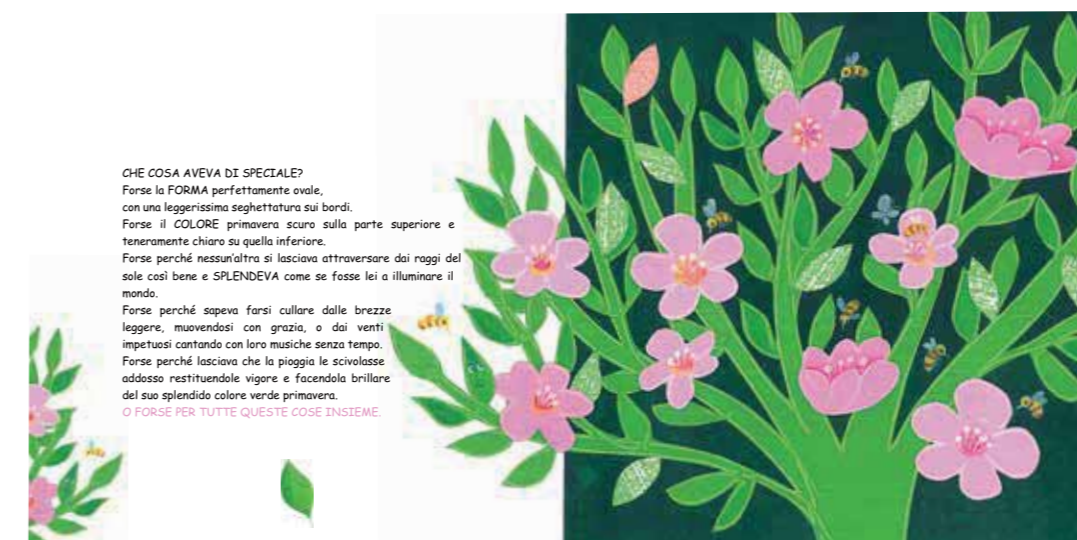 CHE COSA AVEVA DI SPECIALE?
Forse la FORMA perfettamente ovale,
con una leggerissima seghettatura sui bordi.
Forse il COLORE primavera scuro sulla parte superiore e
teneramente chiaro su quella inferiore.
Forse perché nessun'altra si lasciava attraversare dai raggi del
sole così bene e SPLENDEVA come se fosse lei a illuminare il
mondo.
Forse perché sapeva farsi cullare dalle brezze
leggere, muovendosi con grazia, o dai venti
impetuosi cantando con loro musiche senza tempo.
Forse perché lasciava che la pioggia le scivolasse
addosso restituendole vigore e facendola brillare
del suo splendido colore verde primavera.
O FORSE PER TUTTE QUESTE COSE INSIEME.